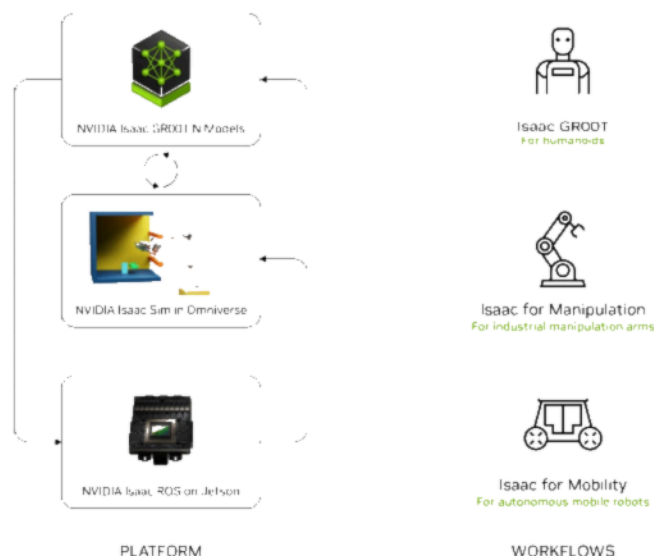 NVIDIA Isaac GR00T N Models
Isaac GR00T
For humanoids
NVIDIA Isaac Sim in Omniverse
Isaac for Manipulation
For industrial manipulation arms
NVIDIA Isaac ROS on Jetson
Isaac for Mobility
For autonomous mobile robots
PLATFORM
WORKFLOWS